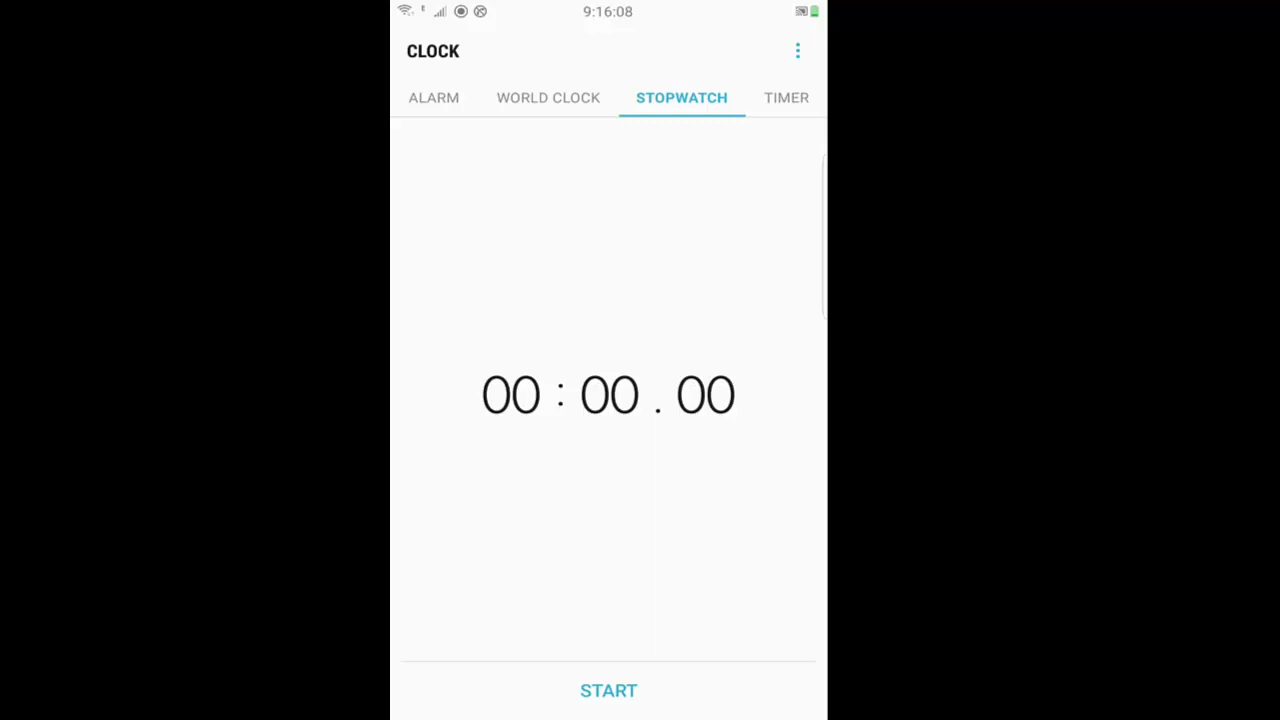 9:16:08
CLOCK
ALARM WORLD CLOCK STOPWATCH TIMER
00 : 00 . 00
START